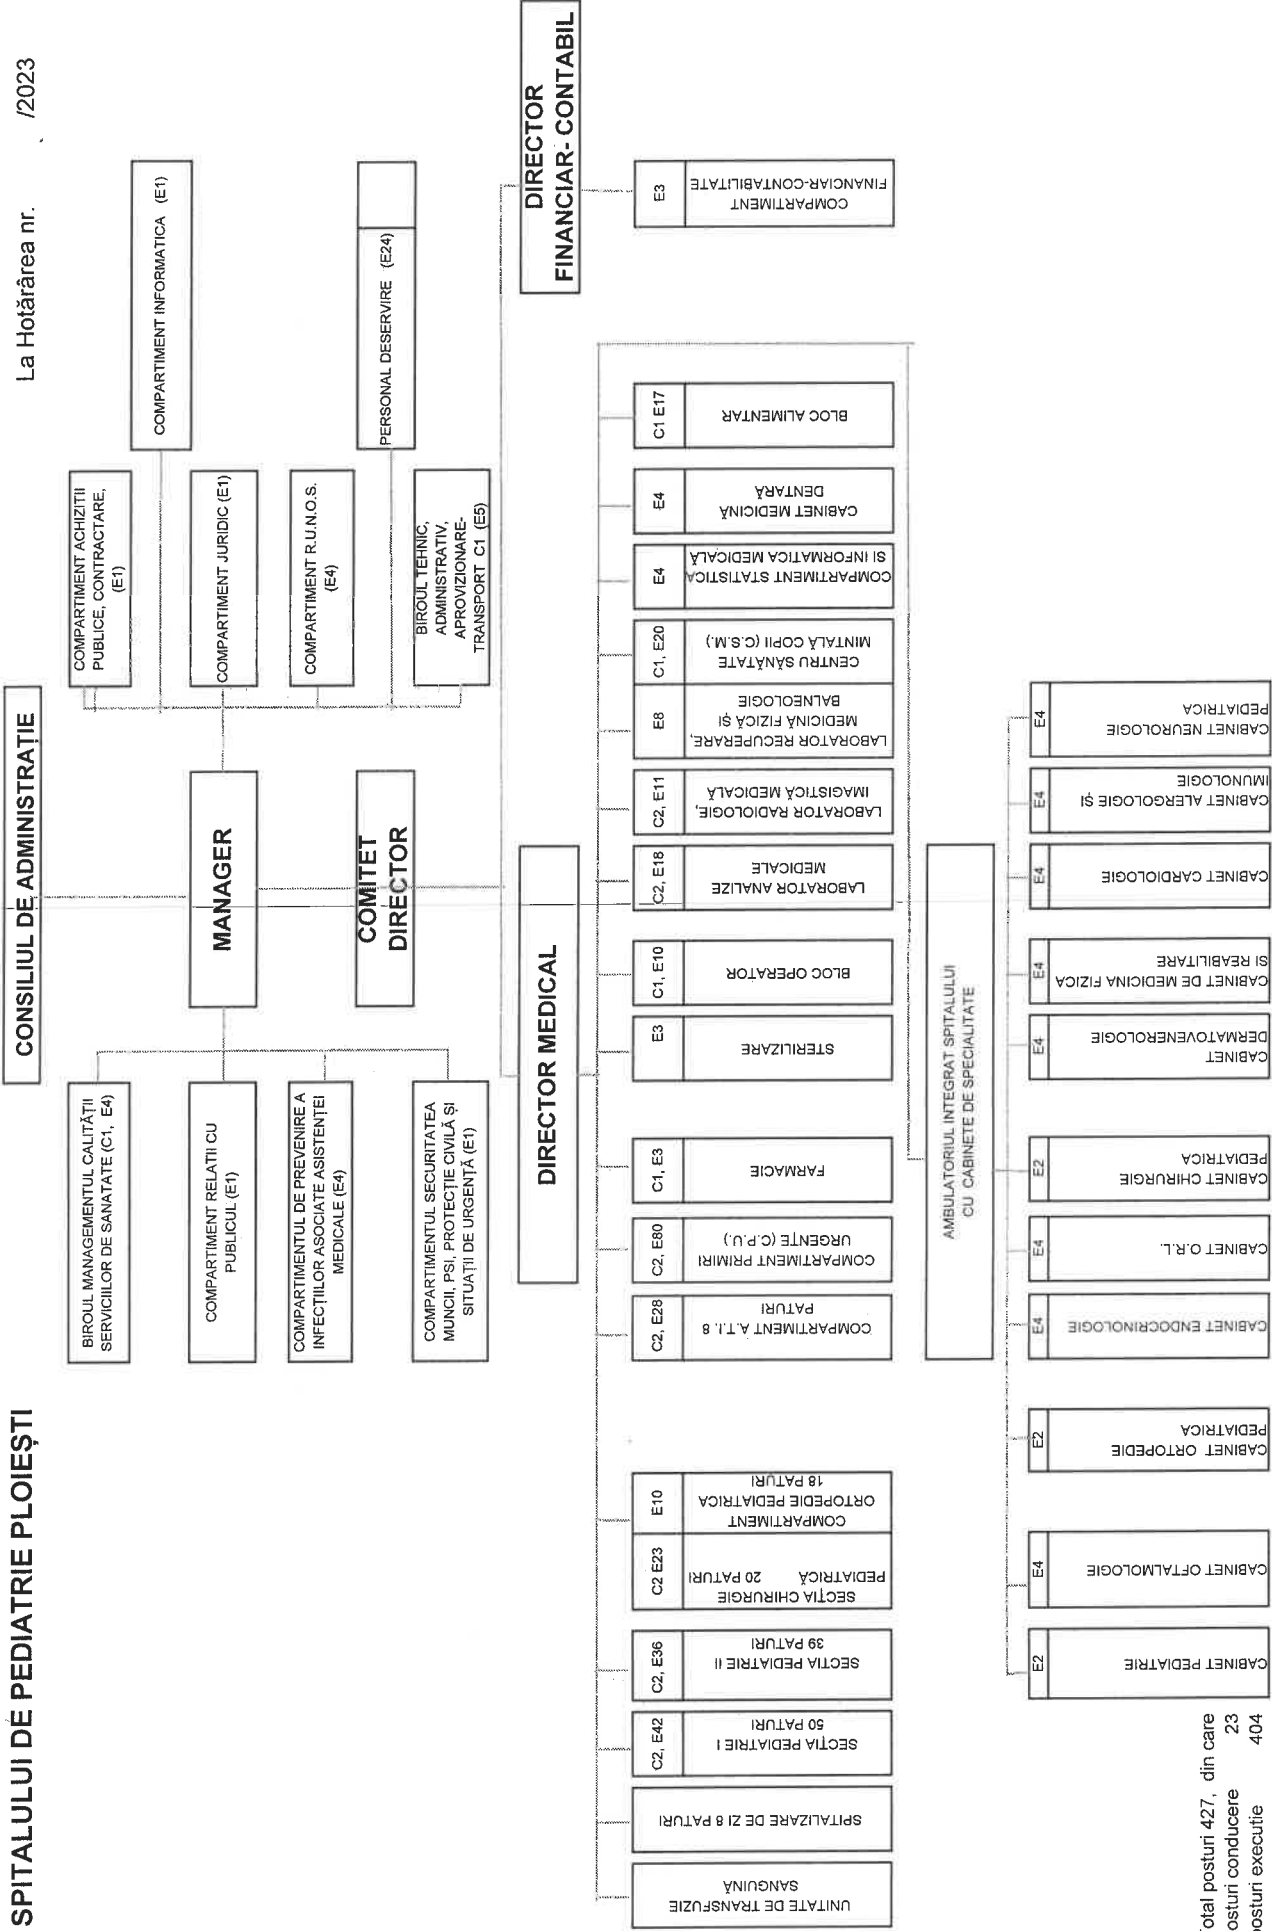 La Hotărârea nr. /2023
SPITALULUI DE PEDIATRIE PLOIEȘTI
CONSILIUL DE ADMINISTRAȚIE
BIROUL MANAGEMENTUL CALITĂȚII
SERVICIILOR DE SANATATE (C1, E4)
COMPARTIMENT ACHIZITII
PUBLICE, CONTRACTARE,
(E1)
COMPARTIMENT INFORMATICA (E1)
COMPARTIMENT RELATII CU
PUBLICUL (E1)
MANAGER
COMPARTIMENT JURIDIC (E1)
COMPARTIMENTUL DE PREVENIRE A
INFECȚIILOR ASOCIATE ASISTENȚEI
MEDICALE (E4)
COMPARTIMENT R.U.N.O.S.
(E4)
COMITET
DIRECTOR
PERSONAL DESERVIRE (E24)
COMPARTIMENTUL SECURITATEA
MUNCII, PSI, PROTECȚIE CIVILĂ ȘI
SITUAȚII DE URGENȚĂ (E1)
BIROUL TEHNIC,
ADMINISTRATIV,
APROVIZIONARE-
TRANSPORT C1 (E5)
DIRECTOR MEDICAL
DIRECTOR
FINANCIAR- CONTABIL
UNITATE DE TRANSFUZIE
SANGUINĂ
SPITALIZARE DE ZI 8 PATURI
C2, E42
SECȚIA PEDIATRIE I
50 PATURI
C2, E36
SECTIA PEDIATRIE II
39 PATURI
C2 E23
SECȚIA CHIRURGIE
PEDIATRICĂ 20 PATURI
E10
COMPARTIMENT
ORTOPEDIE PEDIATRICA
18 PATURI
C2, E28
COMPARTIMENT A.T.I. 8
PATURI
C2, E80
COMPARTIMENT PRIMIRI
URGENȚE (C.P.U.)
C1, E3
FARMACIE
E3
STERILIZARE
C1, E10
BLOC OPERATOR
C2, E18
LABORATOR ANALIZE
MEDICALE
C2, E11
LABORATOR RADIOLOGIE,
IMAGISTICĂ MEDICALĂ
E8
LABORATOR RECUPERARE,
MEDICINĂ FIZICĂ ȘI
BALNEOLOGIE
C1, E20
CENTRU SĂNĂTATE
MINTALĂ COPII (C.S.M.)
E4
COMPARTIMENT STATISTICA
SI INFORMATICA MEDICALĂ
E4
CABINET MEDICINĂ
DENTARĂ
C1 E17
BLOC ALIMENTAR
E3
COMPARTIMENT
FINANCIAR-CONTABILITATE
AMBULATORIUL INTEGRAT SPITALULUI
CU CABINETE DE SPECIALITATE
E2
CABINET PEDIATRIE
E4
CABINET OFTALMOLOGIE
E2
CABINET ORTOPEDIE
PEDIATRICA
E4
CABINET ENDOCRINOLOGIE
E4
CABINET O.R.L.
E2
CABINET CHIRURGIE
PEDIATRICA
E4
CABINET
DERMATOVENEROLOGIE
E4
CABINET DE MEDICINA FIZICA
SI REABILITARE
E4
CABINET CARDIOLOGIE
E4
CABINET ALERGOLOGIE ȘI
IMUNOLOGIE
E4
CABINET NEUROLOGIE
PEDIATRICA
otal posturi 427, din care
osturi conducere 23
posturi executie 404